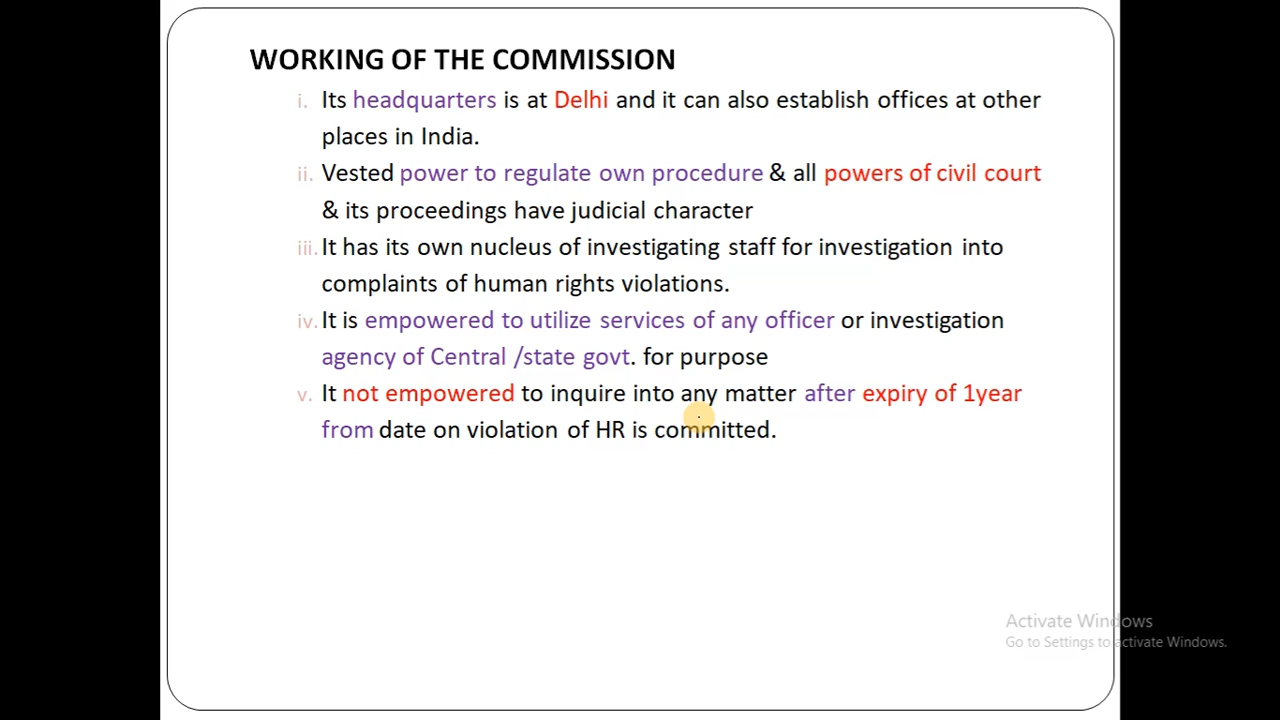 WORKING OF THE COMMISSION
i. Its headquarters is at Delhi and it can also establish offices at other
places in India.
ii. Vested power to regulate own procedure & all powers of civil court
& its proceedings have judicial character
iii. It has its own nucleus of investigating staff for investigation into
complaints of human rights violations.
iv. It is empowered to utilize services of any officer or investigation
agency of Central /state govt. for purpose
v. It not empowered to inquire into any matter after expiry of 1year
from date on violation of HR is committed.
Activate Windows
Go to Settings to activate Windows.